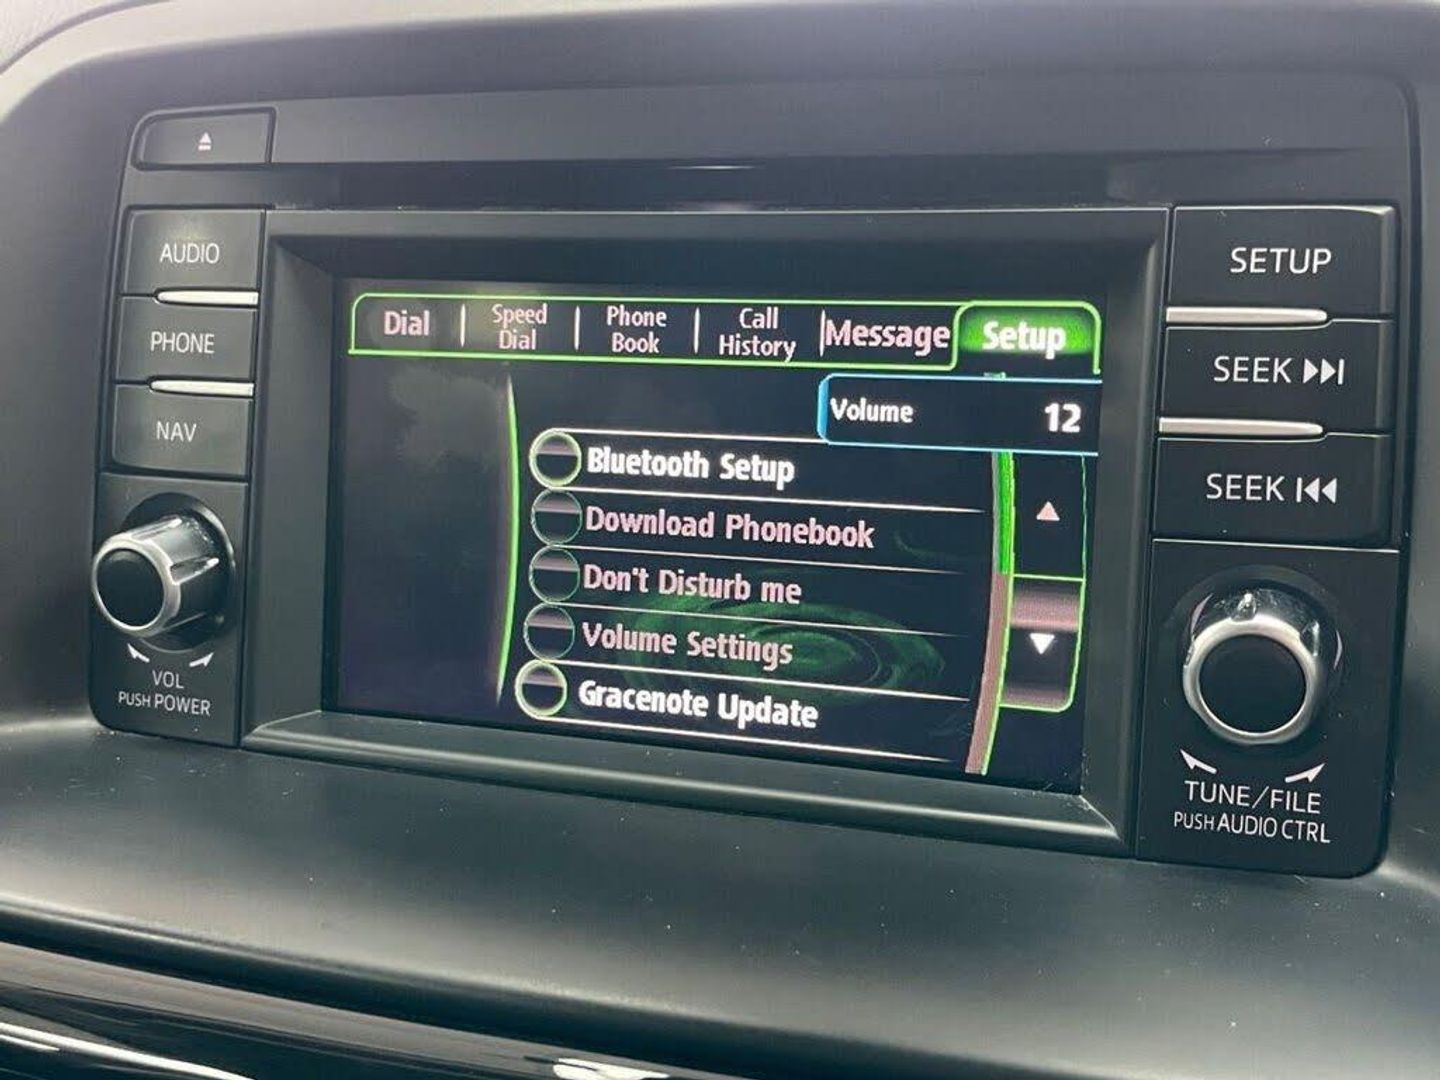 AUDIO
PHONE
NAV
VOL
PUSH POWER
Dial
Speed
Dial
Phone
Book
Call
History
Message
Setup
Volume 12
Bluetooth Setup
Download Phonebook
Don't Disturb me
Volume Settings
Gracenote Update
SETUP
SEEK
SEEK
TUNE/FILE
PUSH AUDIO CTRL